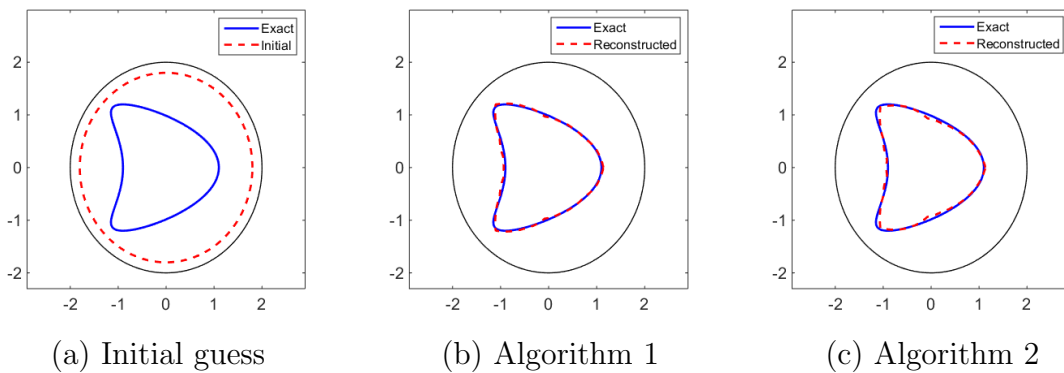 Exact
Initial
2
1
0
-1
-2
-2 -1 0 1 2
(a) Initial guess
Exact
Reconstructed
2
1
0
-1
-2
-2 -1 0 1 2
(b) Algorithm 1
Exact
Reconstructed
2
1
0
-1
-2
-2 -1 0 1 2
(c) Algorithm 2